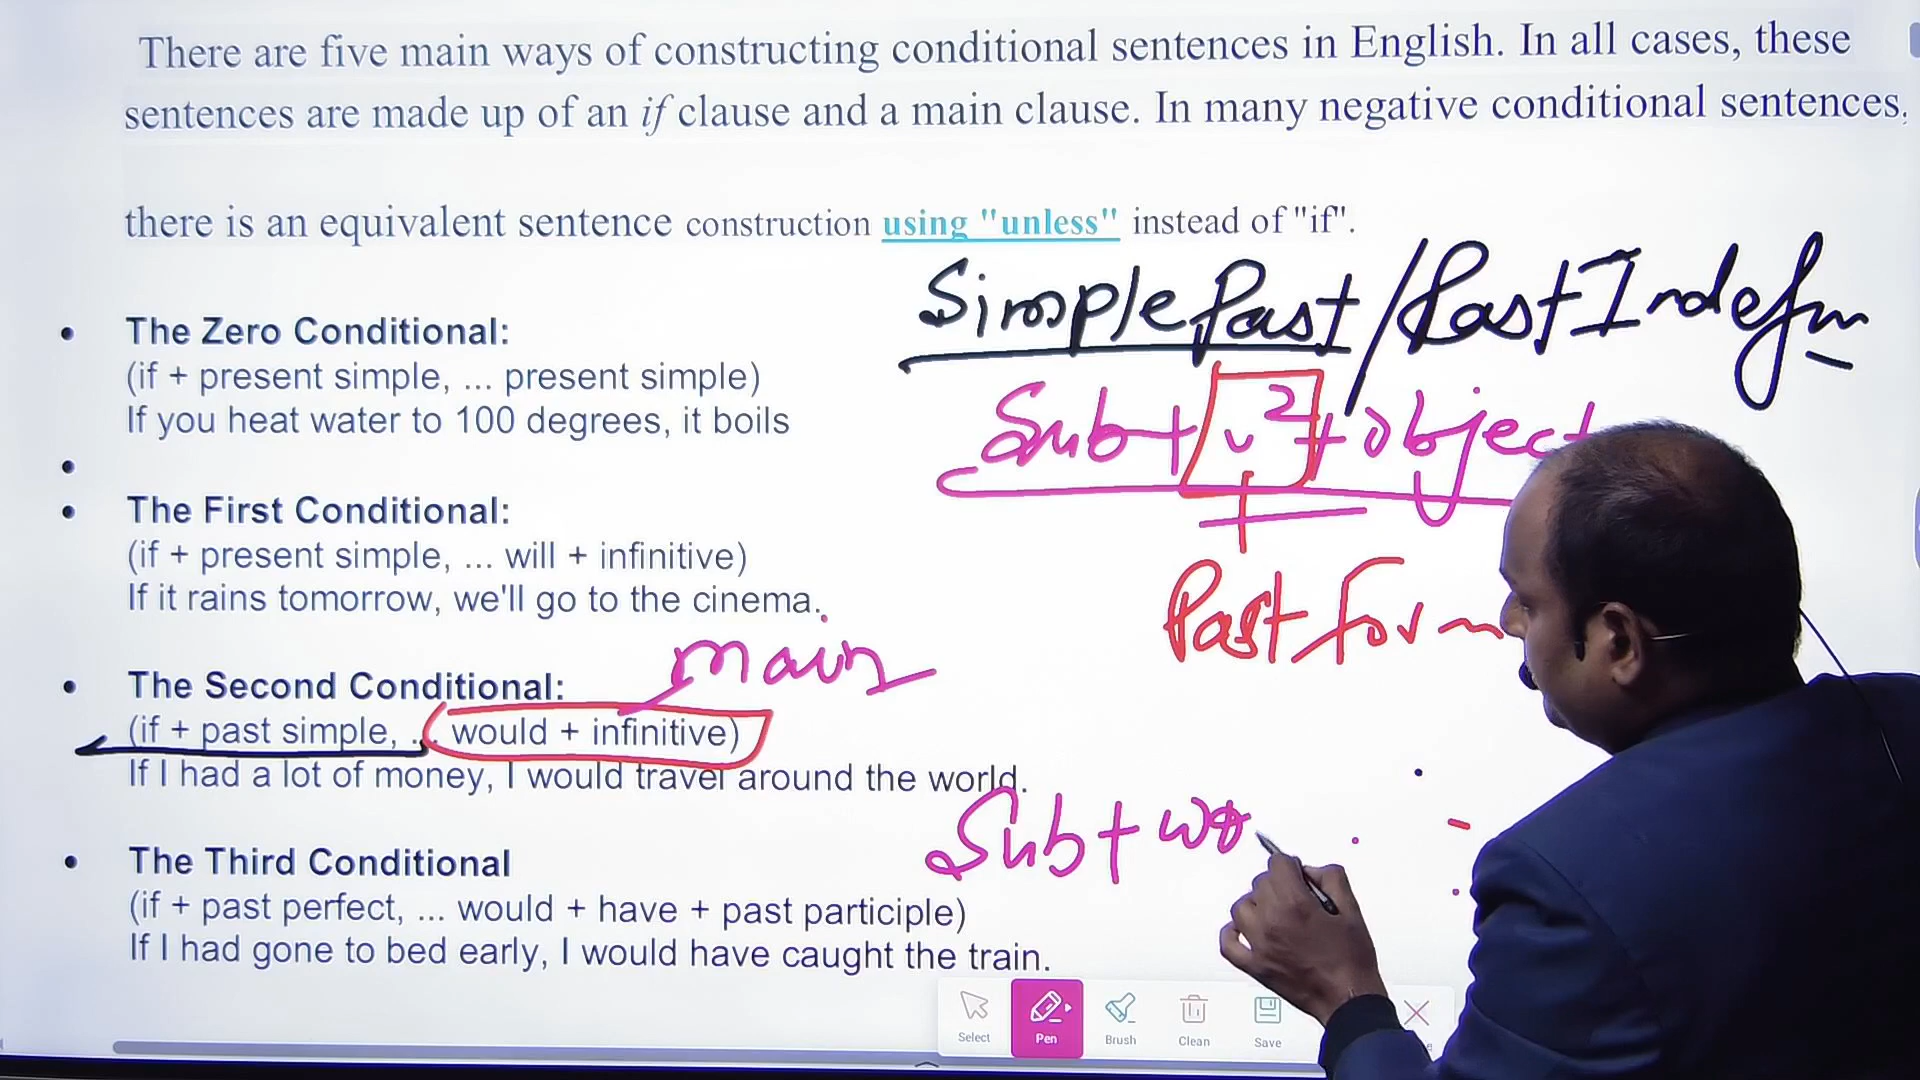 There are five main ways of constructing conditional sentences in English. In all cases, these
sentences are made up of an if clause and a main clause. In many negative conditional sentences,
there is an equivalent sentence construction using "unless" instead of "if".
Simple Past / Past Indefin
Sub + v2 + object
Past form
• The Zero Conditional:
(if + present simple, ... present simple)
If you heat water to 100 degrees, it boils
•
• The First Conditional:
(if + present simple, ... will + infinitive)
If it rains tomorrow, we'll go to the cinema.
main
• The Second Conditional:
(if + past simple, ... would + infinitive)
If I had a lot of money, I would travel around the world.
Sub + wo
• The Third Conditional
(if + past perfect, ... would + have + past participle)
If I had gone to bed early, I would have caught the train.
Select Pen Brush Clean Save